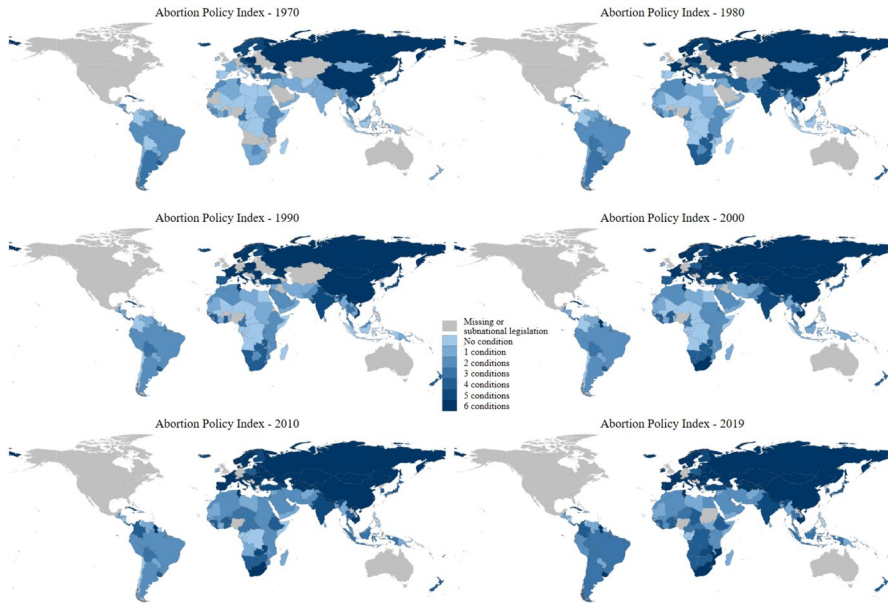 Abortion Policy Index - 1970
Abortion Policy Index - 1980
Abortion Policy Index - 1990
Abortion Policy Index - 2000
Missing or
subnational legislation
No condition
1 condition
2 conditions
3 conditions
4 conditions
5 conditions
6 conditions
Abortion Policy Index - 2010
Abortion Policy Index - 2019